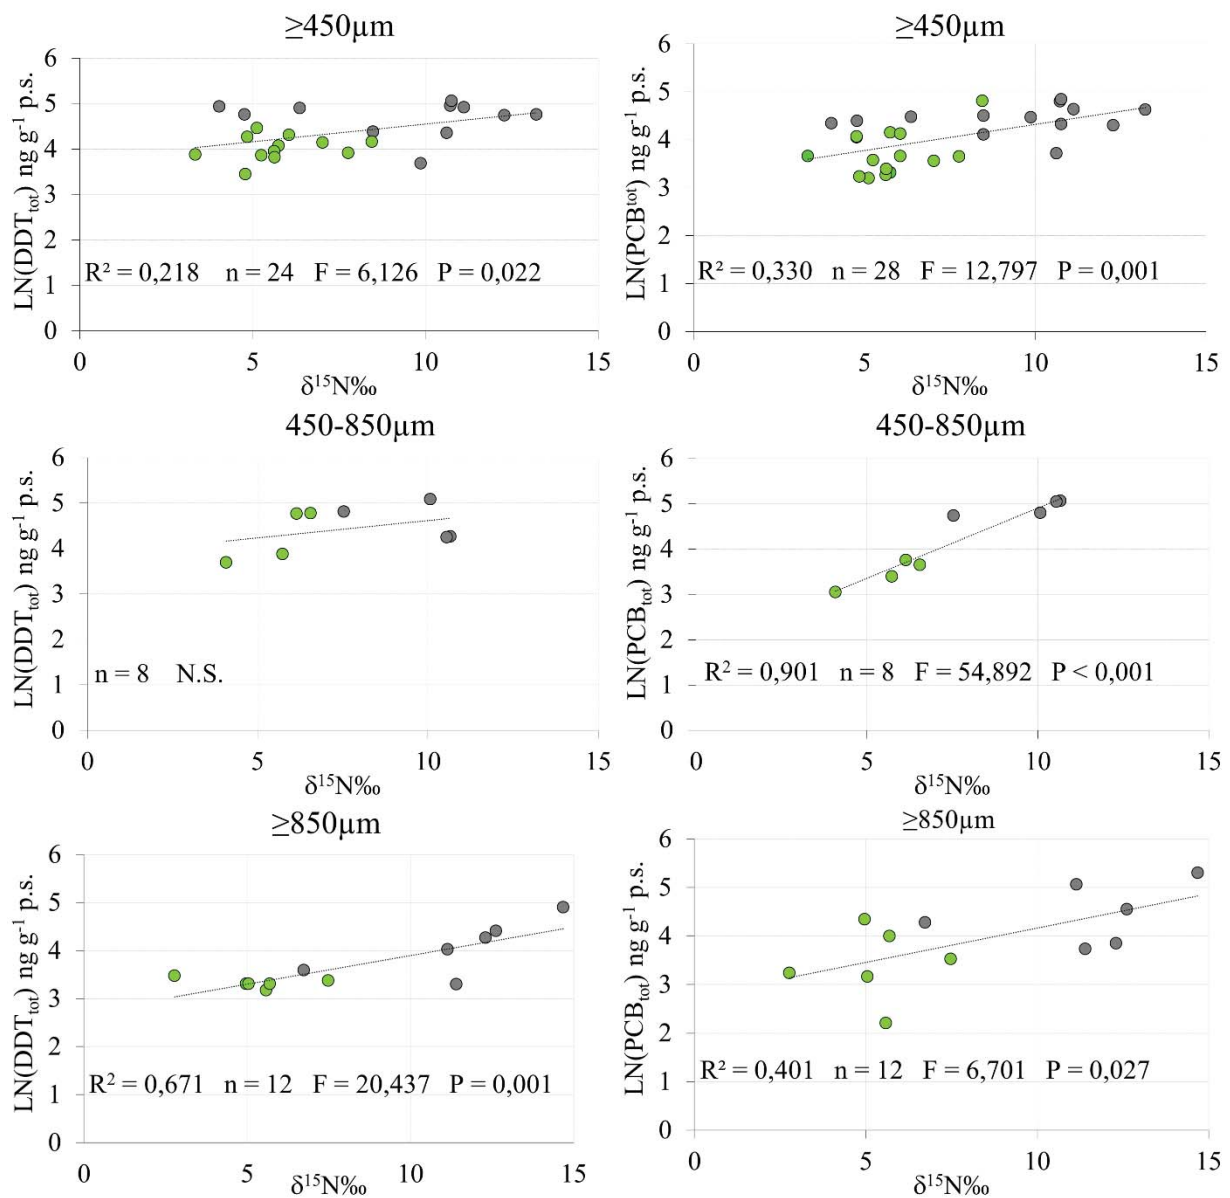 ≥450µm
LN(DDTtot) ng g-1 p.s.
6
5
4
3
2
1
0
R² = 0,218 n = 24 F = 6,126 P = 0,022
0 5 10 15
δ¹⁵N‰
≥450µm
LN(PCBtot) ng g-1 p.s.
6
5
4
3
2
1
0
R² = 0,330 n = 28 F = 12,797 P = 0,001
0 5 10 15
δ¹⁵N‰
450-850µm
LN(DDTtot) ng g-1 p.s.
6
5
4
3
2
1
0
n = 8 N.S.
0 5 10 15
δ¹⁵N‰
450-850µm
LN(PCBtot) ng g-1 p.s.
6
5
4
3
2
1
0
R² = 0,901 n = 8 F = 54,892 P < 0,001
0 5 10 15
δ¹⁵N‰
≥850µm
LN(DDTtot) ng g-1 p.s.
6
5
4
3
2
1
0
R² = 0,671 n = 12 F = 20,437 P = 0,001
0 5 10 15
δ¹⁵N‰
≥850µm
LN(PCBtot) ng g-1 p.s.
6
5
4
3
2
1
0
R² = 0,401 n = 12 F = 6,701 P = 0,027
0 5 10 15
δ¹⁵N‰